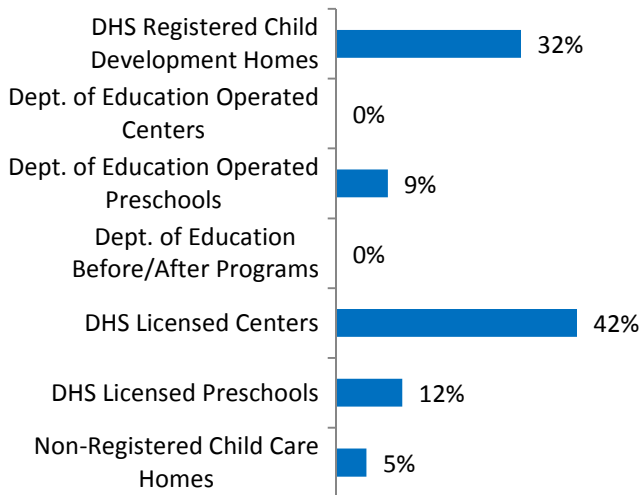 DHS Registered Child
Development Homes
32%
Dept. of Education Operated
Centers
0%
Dept. of Education Operated
Preschools
9%
Dept. of Education
Before/After Programs
0%
DHS Licensed Centers
42%
DHS Licensed Preschools
12%
Non-Registered Child Care
Homes
5%